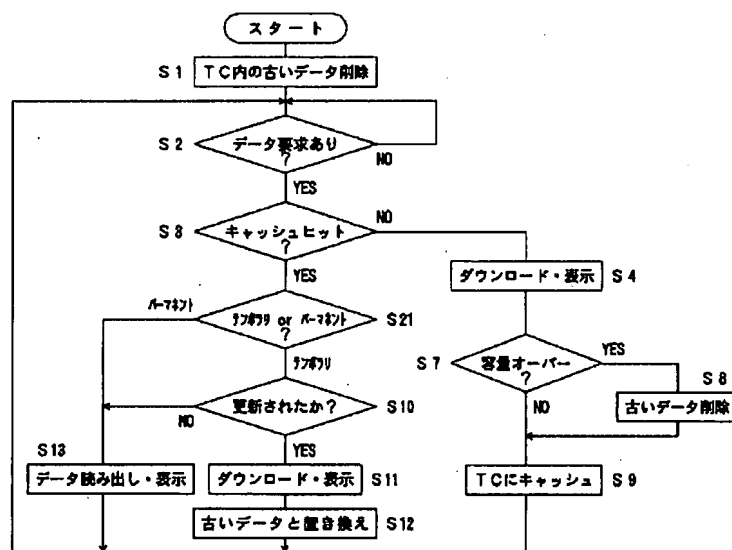 スタート
S1 TC内の古いデータ削除
S2 データ要求あり?
NO
YES
S3 キャッシュヒット?
NO
YES
ダウンロード・表示 S4
パーマネント
テンポラリ or パーマネント? S21
テンポラリ
S7 容量オーバー?
YES
NO
S8
古いデータ削除
更新されたか? S10
NO
YES
S13
データ読み出し・表示
ダウンロード・表示 S11
TCにキャッシュ S9
古いデータと置き換え S12